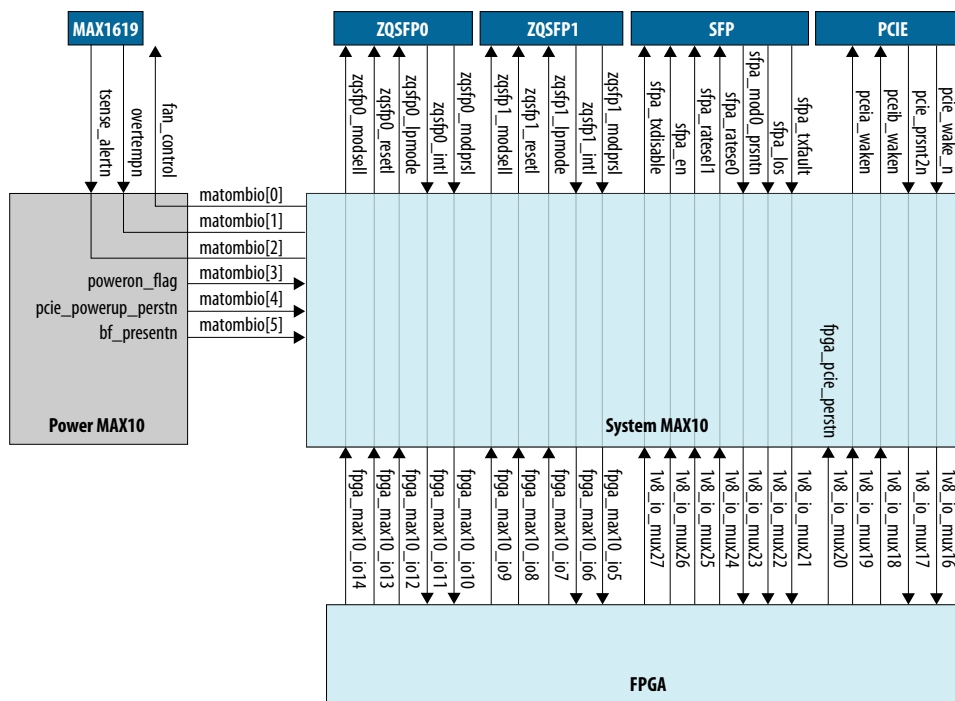 MAX1619
ZQSFP0
ZQSFP1
SFP
PCIE
tsense_alertn
overtempn
fan_control
zqsfp0_modsell
zqsfp0_resetl
zqsfp0_lpmode
zqsfp0_intl
zqsfp0_modprsl
zqsfp1_modsell
zqsfp1_resetl
zqsfp1_lpmode
zqsfp1_intl
zqsfp1_modprsl
sfpa_txdisable
sfpa_en
sfpa_ratesel1
sfpa_ratese0
sfpa_mod0_prsntn
sfpa_los
sfpa_txfault
pceia_waken
pceib_waken
pcie_prsnt2n
pcie_wake_n
matombio[0]
matombio[1]
matombio[2]
matombio[3]
matombio[4]
matombio[5]
poweron_flag
pcie_powerup_perstn
bf_presentn
Power MAX10
System MAX10
fpga_pcie_perstn
fpga_max10_io14
fpga_max10_io13
fpga_max10_io12
fpga_max10_io11
fpga_max10_io10
fpga_max10_io9
fpga_max10_io8
fpga_max10_io7
fpga_max10_io6
fpga_max10_io5
1v8_io_mux27
1v8_io_mux26
1v8_io_mux25
1v8_io_mux24
1v8_io_mux23
1v8_io_mux22
1v8_io_mux21
1v8_io_mux20
1v8_io_mux19
1v8_io_mux18
1v8_io_mux17
1v8_io_mux16
FPGA